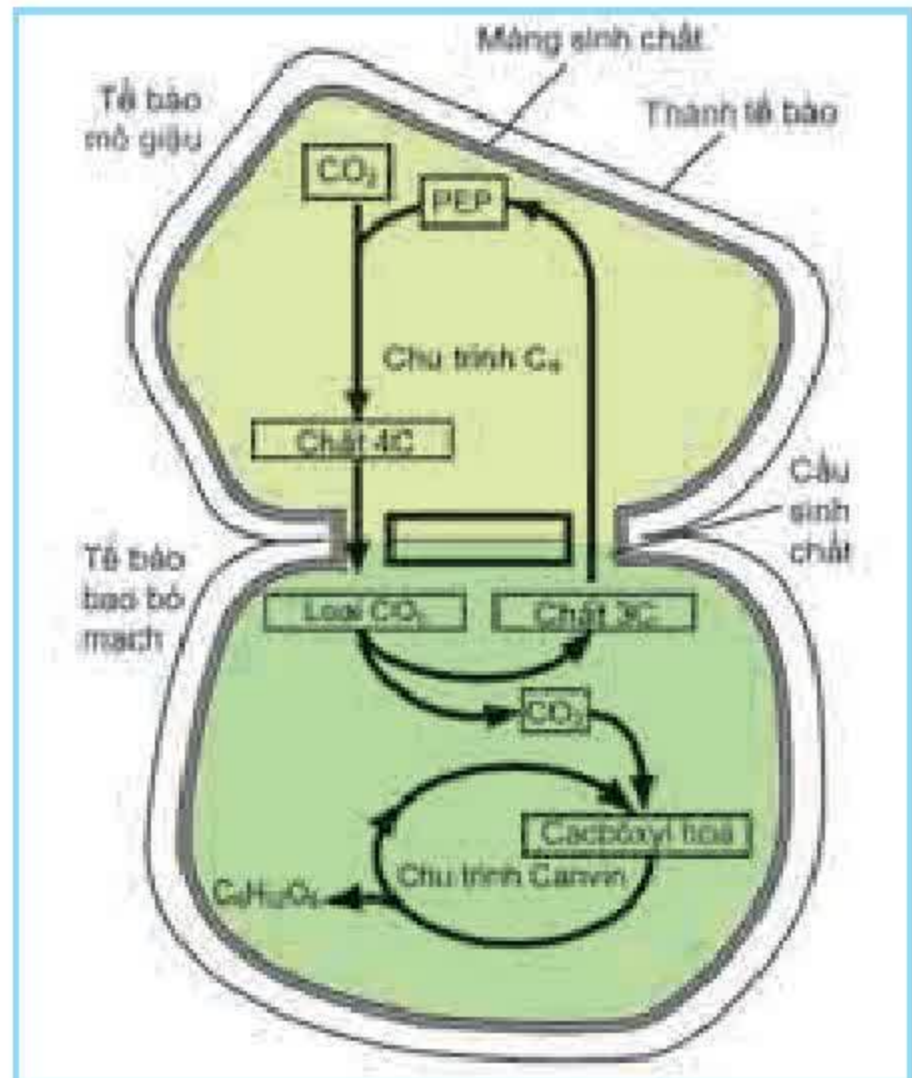 Màng sinh chất
Tế bào
mô giậu
Thành tế bào
CO₂
PEP
Chu trình C₄
Chất 4C
Cầu
sinh
chất
Tế bào
bao bó
mạch
Loại CO₂
Chất 3C
CO₂
Cacbôxyl hoá
Chu trình Canvin
C₆H₁₂O₆